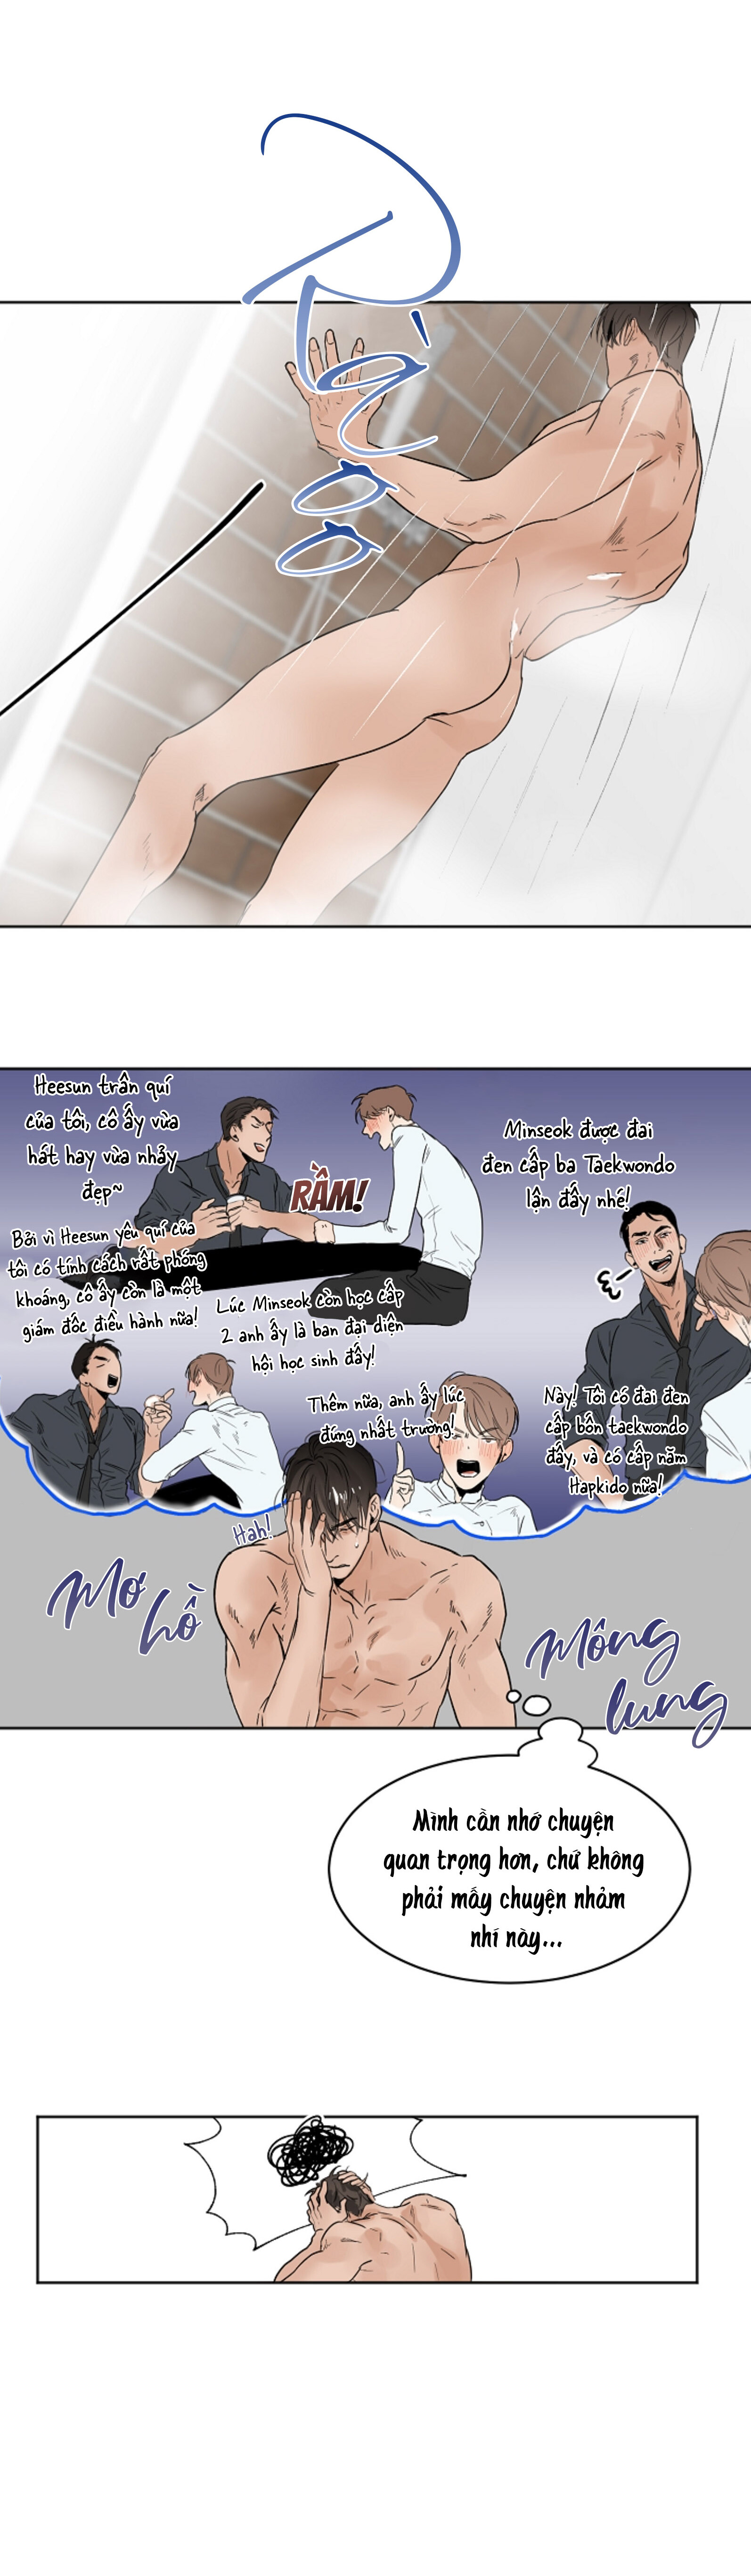 Rào
Heesun trân quí
của tôi, cô ấy vừa
hát hay vừa nhảy
đẹp~
RẦM!
Minseok được đai
đen cấp ba Taekwondo
lận đấy nhé!
Bởi vì Heesun yêu quí của
tôi có tính cách rất phóng
khoáng, cô ấy còn là một
giám đốc điều hành nữa!
Lúc Minseok còn học cấp
2 anh ấy là ban đại diện
hội học sinh đấy!
Thêm nữa, anh ấy lúc
đứng nhất trường!
Này! Tôi có đai đen
cấp bốn taekwondo
đấy, và có cấp năm
Hapkido nữa!
Hah!
Mơ
hồ
Mông
lung
Mình cần nhớ chuyện
quan trọng hơn, chứ không
phải mấy chuyện nhảm
nhí này...